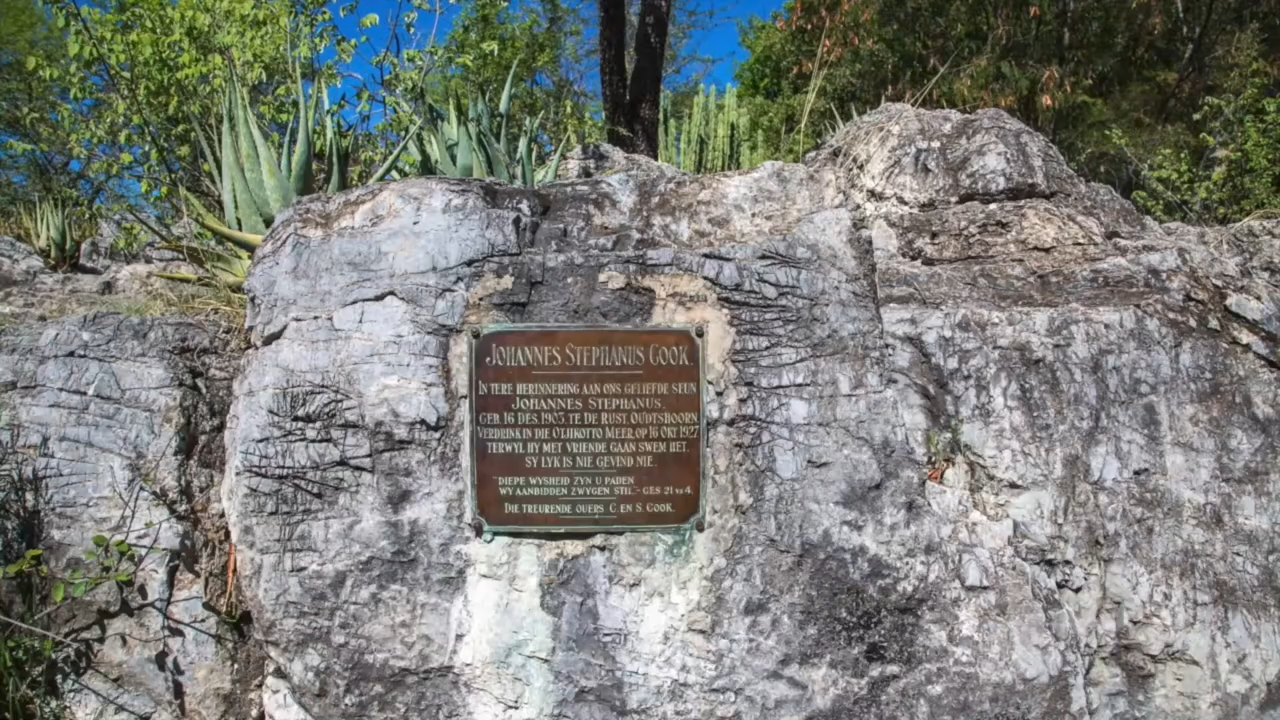 JOHANNES STEPHANUS COOK.
IN TERE HERINNERING AAN ONS GELIEFDE SEUN
JOHANNES STEPHANUS.
GEB. 16 DES. 1903. TE DE RUST. OUDTSHOORN
VERDRINK IN DIE OTJIKOTTO MEER, OP 16 OKT 1927
TERWYL HY MET VRIENDE GAAN SWEM HET.
SY LYK IS NIE GEVIND NIE.
"DIEPE WYSHEID ZYN U PADEN
WY AANBIDDEN ZWYGEN STIL" - GES 21 vs 4.
DIE TREURENDE OUERS C. EN S. COOK.